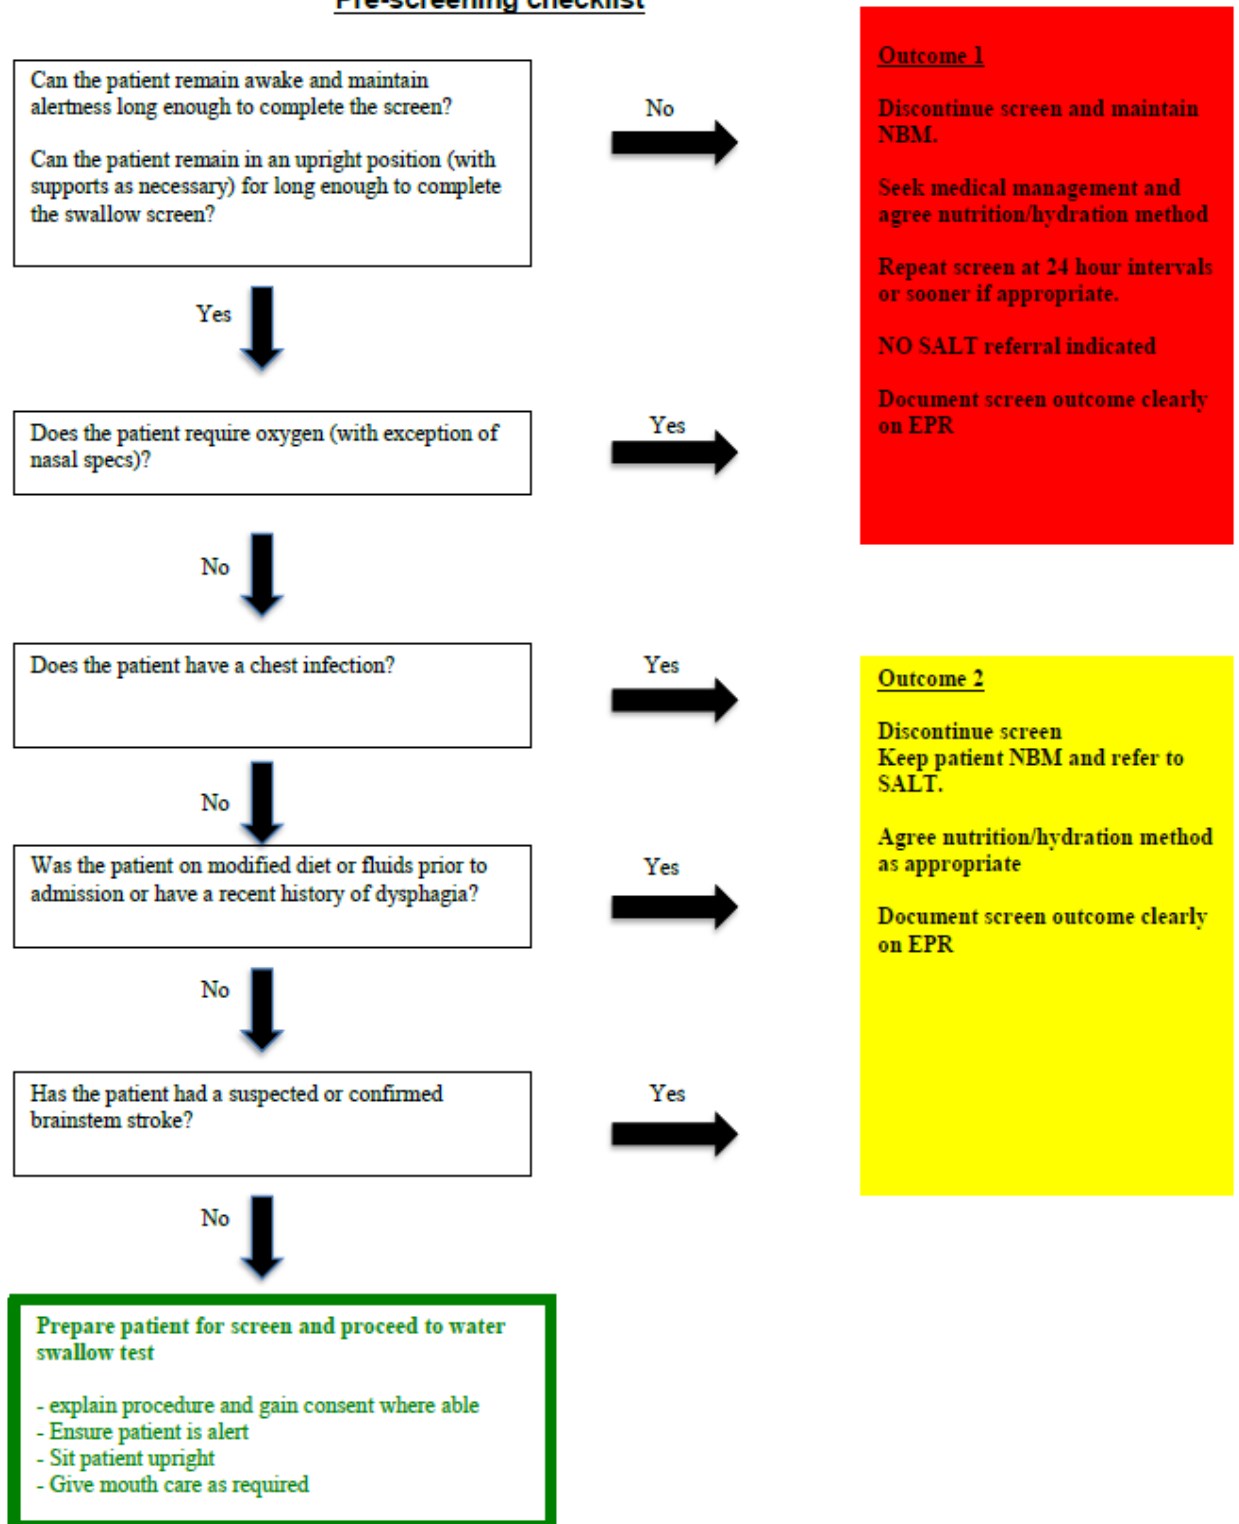 Pre-screening checklist
Can the patient remain awake and maintain
alertness long enough to complete the screen?
Can the patient remain in an upright position (with
supports as necessary) for long enough to complete
the swallow screen?
No
Outcome 1
Discontinue screen and maintain
NBM.
Seek medical management and
agree nutrition/hydration method
Repeat screen at 24 hour intervals
or sooner if appropriate.
NO SALT referral indicated
Document screen outcome clearly
on EPR
Yes
Does the patient require oxygen (with exception of
nasal specs)?
Yes
No
Does the patient have a chest infection?
Yes
Outcome 2
Discontinue screen
Keep patient NBM and refer to
SALT.
Agree nutrition/hydration method
as appropriate
Document screen outcome clearly
on EPR
No
Was the patient on modified diet or fluids prior to
admission or have a recent history of dysphagia?
Yes
No
Has the patient had a suspected or confirmed
brainstem stroke?
Yes
No
Prepare patient for screen and proceed to water
swallow test
- explain procedure and gain consent where able
- Ensure patient is alert
- Sit patient upright
- Give mouth care as required